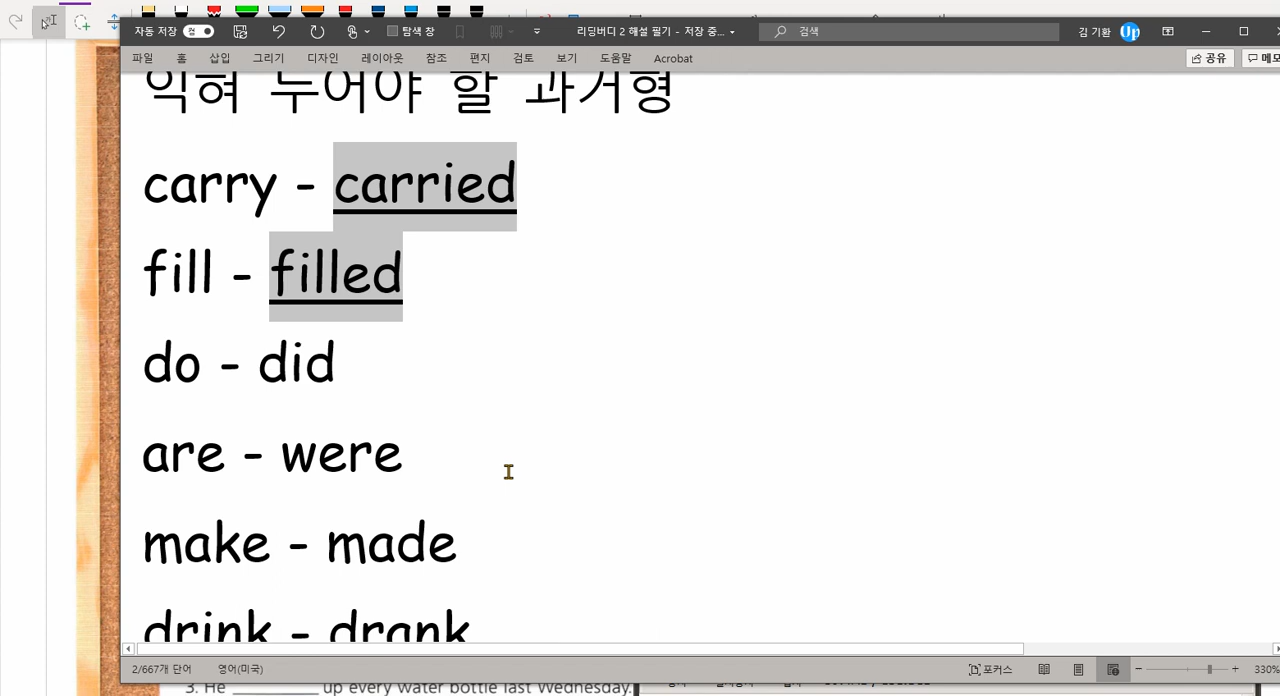 자동 저장 켬 탐색 창 리딩버디 2 해설 필기 - 저장 중... 검색 김 기환 Up
파일 홈 삽입 그리기 디자인 레이아웃 참조 편지 검토 보기 도움말 Acrobat 공유 메모
익혀 두어야 할 과거형
carry - carried
fill - filled
do - did
are - were
make - made
drink - drank
2/667개 단어 영어(미국) 포커스 330%
3. He ________ up every water bottle last Wednesday.